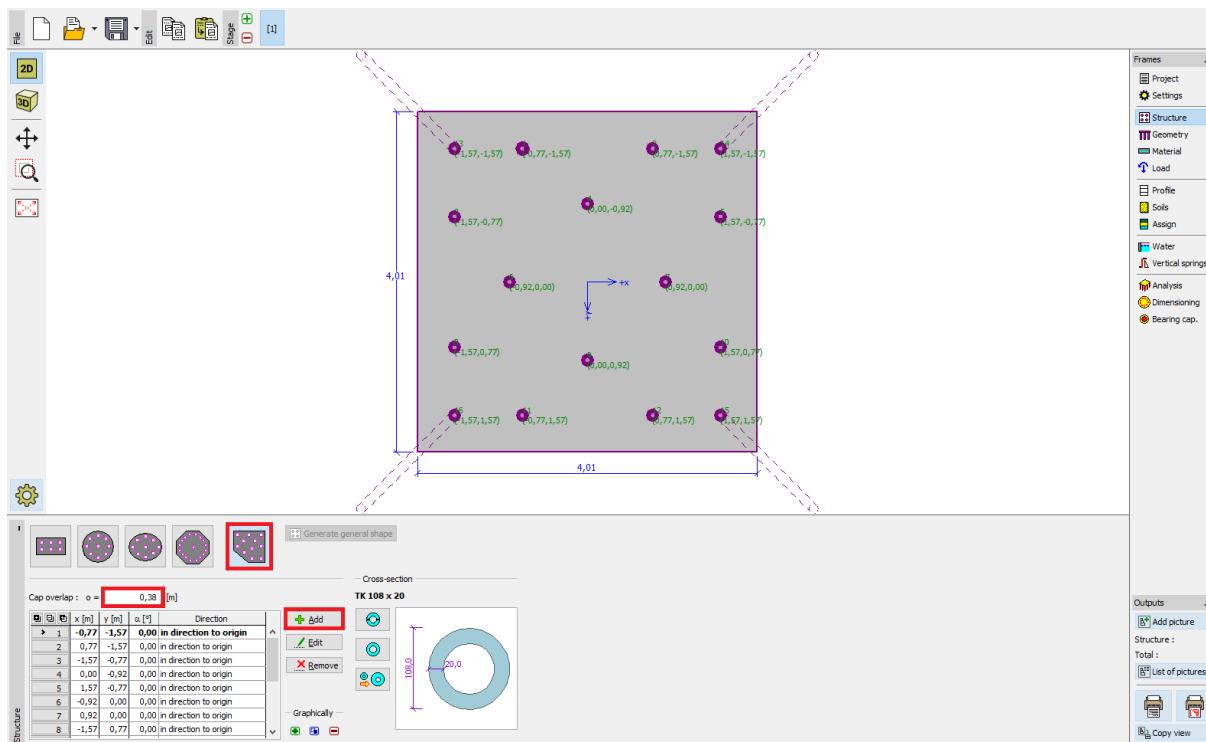 File
Edit
Stage
[1]
2D
3D
Frames
Project
Settings
Structure
Geometry
Material
Load
Profile
Soils
Assign
Water
Vertical springs
Analysis
Dimensioning
Bearing cap.
-1,57,-1,57)
0,77,-1,57)
0,77,-1,57)
1,57,-1,57)
(0,00,-0,92)
-1,57,-0,77)
1,57,-0,77)
4,01
-0,92,0,00)
+x
0,92,0,00)
-1,57,0,77)
(0,00,0,92)
1,57,0,77)
-1,57,1,57)
-0,77,1,57)
0,77,1,57)
1,57,1,57)
4,01
Generate general shape
Cap overlap : o = 0,38 [m]
x [m] y [m] α [°] Direction
1 -0,77 -1,57 0,00 in direction to origin
2 0,77 -1,57 0,00 in direction to origin
3 -1,57 -0,77 0,00 in direction to origin
4 0,00 -0,92 0,00 in direction to origin
5 1,57 -0,77 0,00 in direction to origin
6 -0,92 0,00 0,00 in direction to origin
7 0,92 0,00 0,00 in direction to origin
8 -1,57 0,77 0,00 in direction to origin
Add
Edit
Remove
Graphically
Cross-section
TK 108 x 20
108,0
20,0
Structure
Outputs
Add picture
Structure :
Total :
List of pictures
Copy view